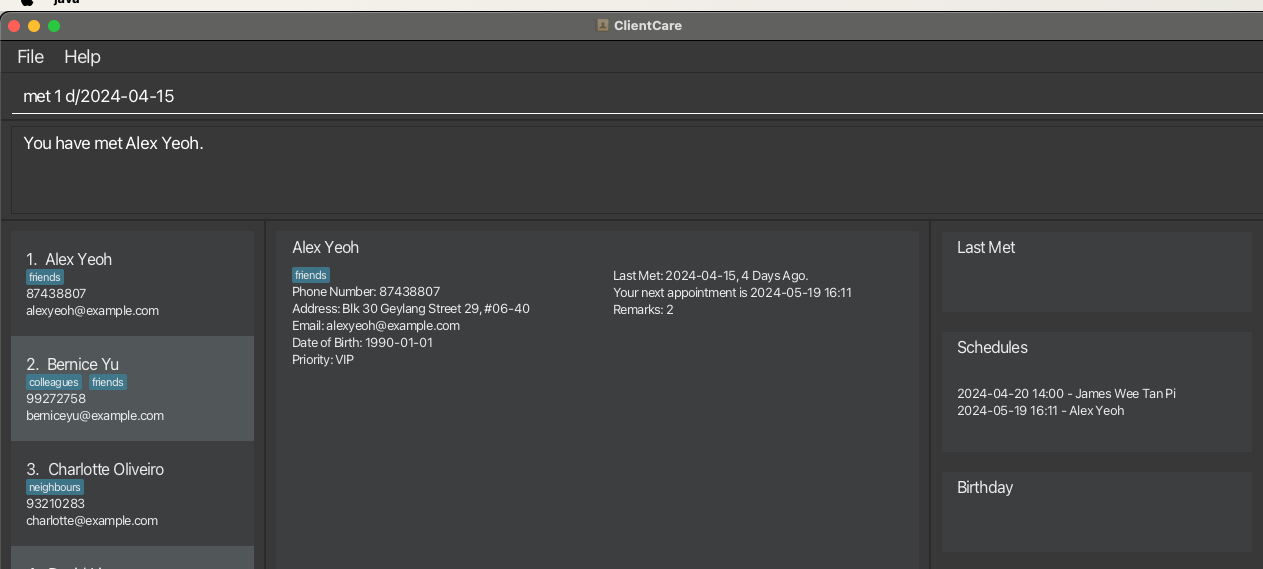 ClientCare
File Help
met 1 d/2024-04-15
You have met Alex Yeoh.
1. Alex Yeoh
friends
87438807
alexyeoh@example.com
2. Bernice Yu
colleagues friends
99272758
berniceyu@example.com
3. Charlotte Oliveiro
neighbours
93210283
charlotte@example.com
Alex Yeoh
friends
Phone Number: 87438807
Address: Blk 30 Geylang Street 29, #06-40
Email: alexyeoh@example.com
Date of Birth: 1990-01-01
Priority: VIP
Last Met: 2024-04-15, 4 Days Ago.
Your next appointment is 2024-05-19 16:11
Remarks: 2
Last Met
Schedules
2024-04-20 14:00 - James Wee Tan Pi
2024-05-19 16:11 - Alex Yeoh
Birthday